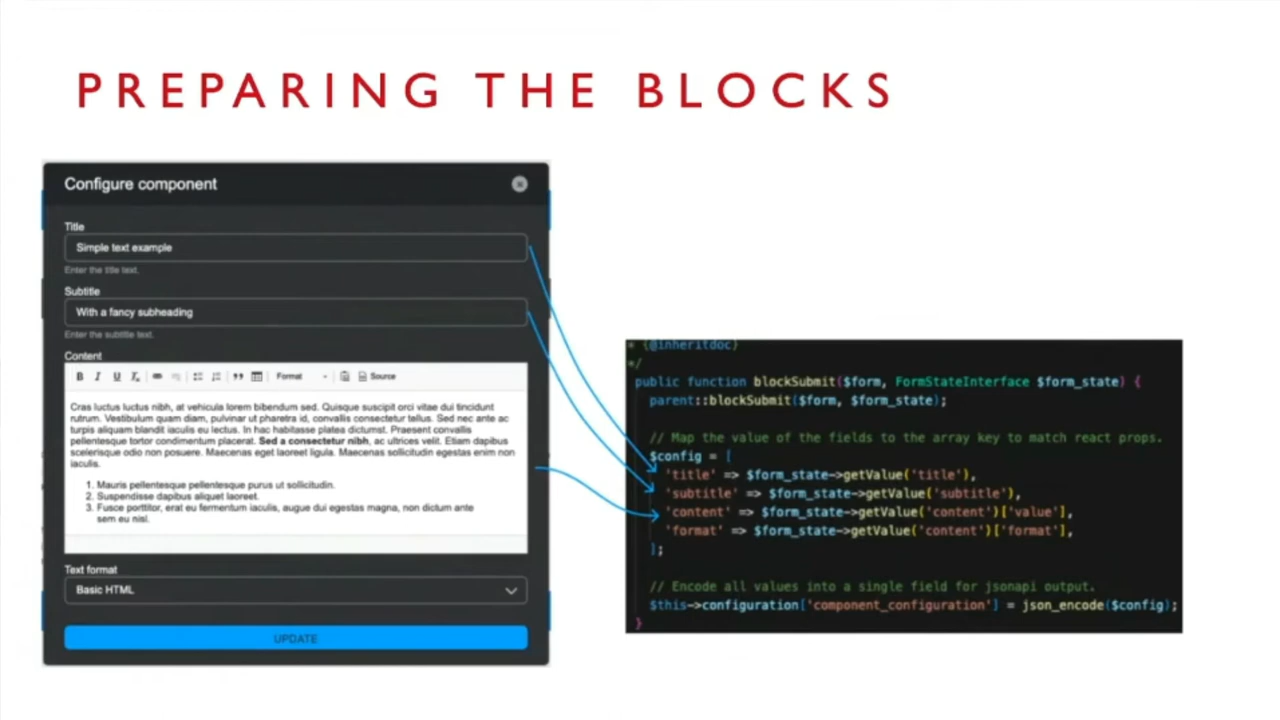 PREPARING THE BLOCKS
Configure component
Title
Simple text example
Enter the title text.
Subtitle
With a fancy subheading
Enter the subtitle text.
Content
B I U Tx Format Source
Cras luctus luctus nibh, at vehicula lorem bibendum sed. Quisque suscipit orci vitae dui tincidunt
rutrum. Vestibulum quam diam, pulvinar ut pharetra id, convallis consectetur tellus. Sed nec ante ac
turpis aliquam blandit iaculis eu lectus. In hac habitasse platea dictumst. Praesent convallis
pellentesque tortor condimentum placerat. Sed a consectetur nibh, ac ultrices velit. Etiam dapibus
scelerisque odio non posuere. Maecenas eget laoreet ligula. Maecenas sollicitudin egestas enim non
iaculis.
1. Mauris pellentesque pellentesque purus ut sollicitudin.
2. Suspendisse dapibus aliquet laoreet.
3. Fusce porttitor, erat eu fermentum iaculis, augue dui egestas magna, non dictum ante
sem eu nisl.
Text format
Basic HTML
UPDATE
* {@inheritdoc}
*/
public function blockSubmit($form, FormStateInterface $form_state) {
parent::blockSubmit($form, $form_state);
// Map the value of the fields to the array key to match react props.
$config = [
'title' => $form_state->getValue('title'),
'subtitle' => $form_state->getValue('subtitle'),
'content' => $form_state->getValue('content')['value'],
'format' => $form_state->getValue('content')['format'],
];
// Encode all values into a single field for jsonapi output.
$this->configuration['component_configuration'] = json_encode($config);
}